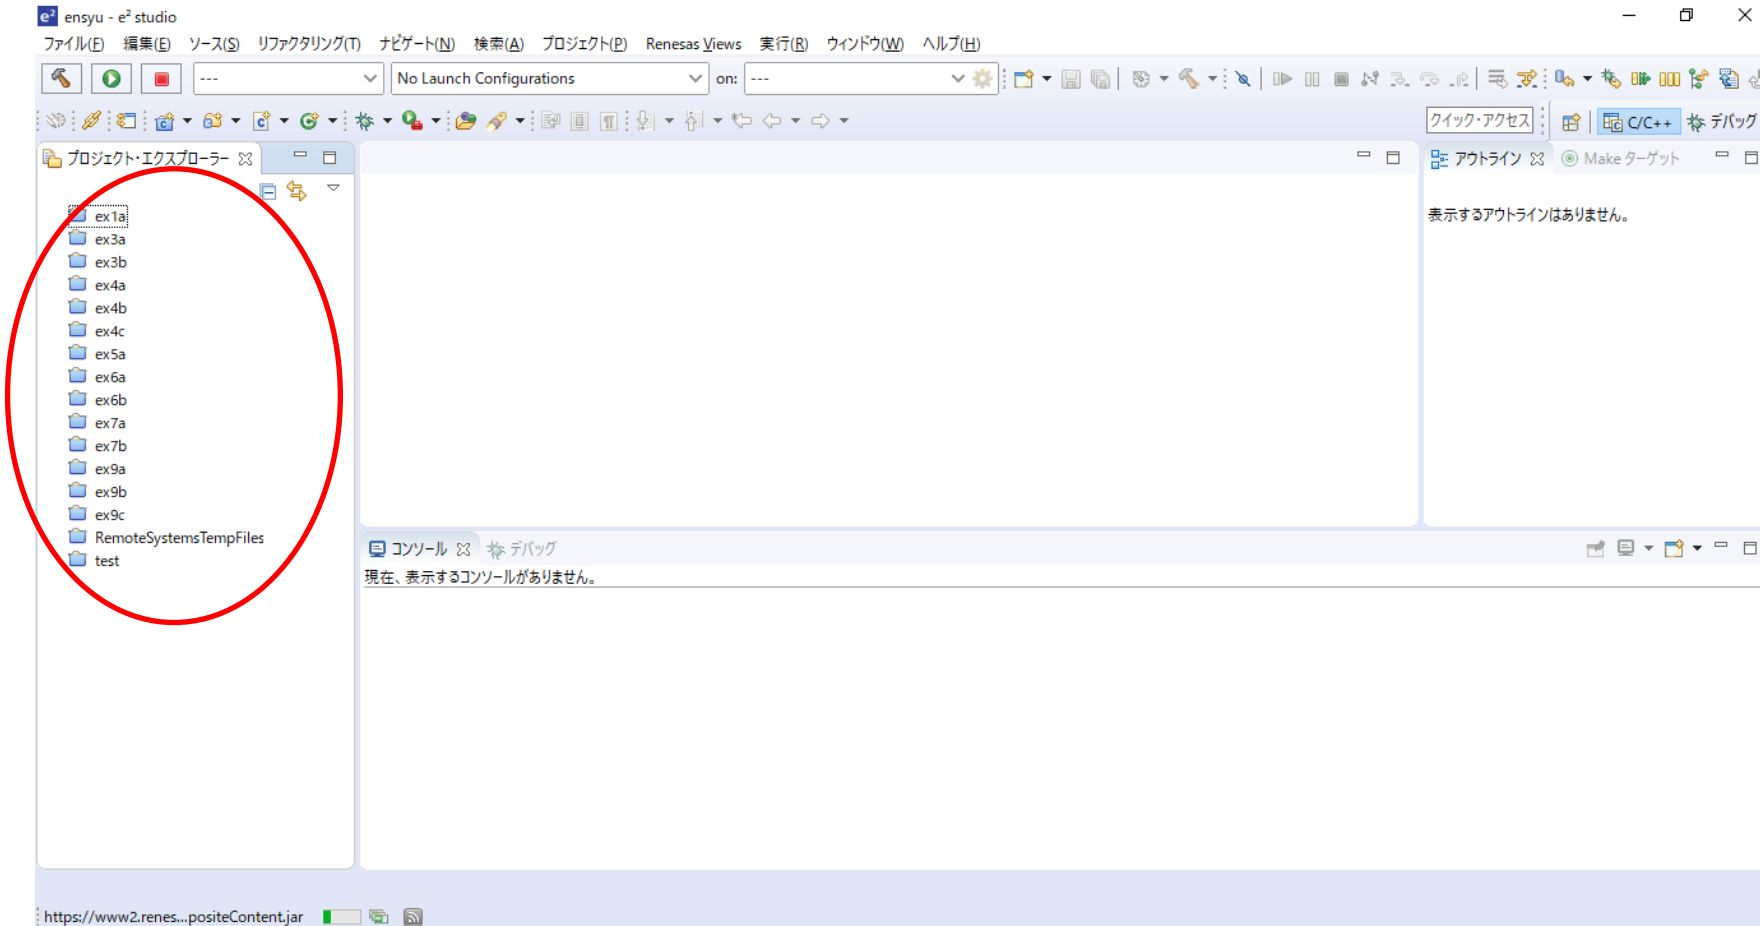 ensyu - e² studio
ファイル(F) 編集(E) ソース(S) リファクタリング(T) ナビゲート(N) 検索(A) プロジェクト(P) Renesas Views 実行(R) ウィンドウ(W) ヘルプ(H)
--- No Launch Configurations on: ---
クイック・アクセス C/C++ デバッグ
プロジェクト・エクスプローラー
アウトライン Make ターゲット
表示するアウトラインはありません。
ex1a
ex3a
ex3b
ex4a
ex4b
ex4c
ex5a
ex6a
ex6b
ex7a
ex7b
ex9a
ex9b
ex9c
RemoteSystemsTempFiles
test
コンソール デバッグ
現在、表示するコンソールがありません。
https://www2.renes...positeContent.jar